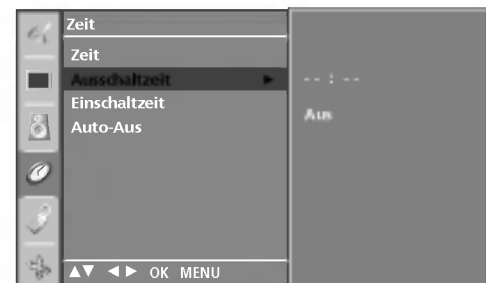 Zeit
Zeit
Ausschaltzeit ►
-- : --
Einschaltzeit
Aus
Auto-Aus
▲▼ ◄► OK MENU